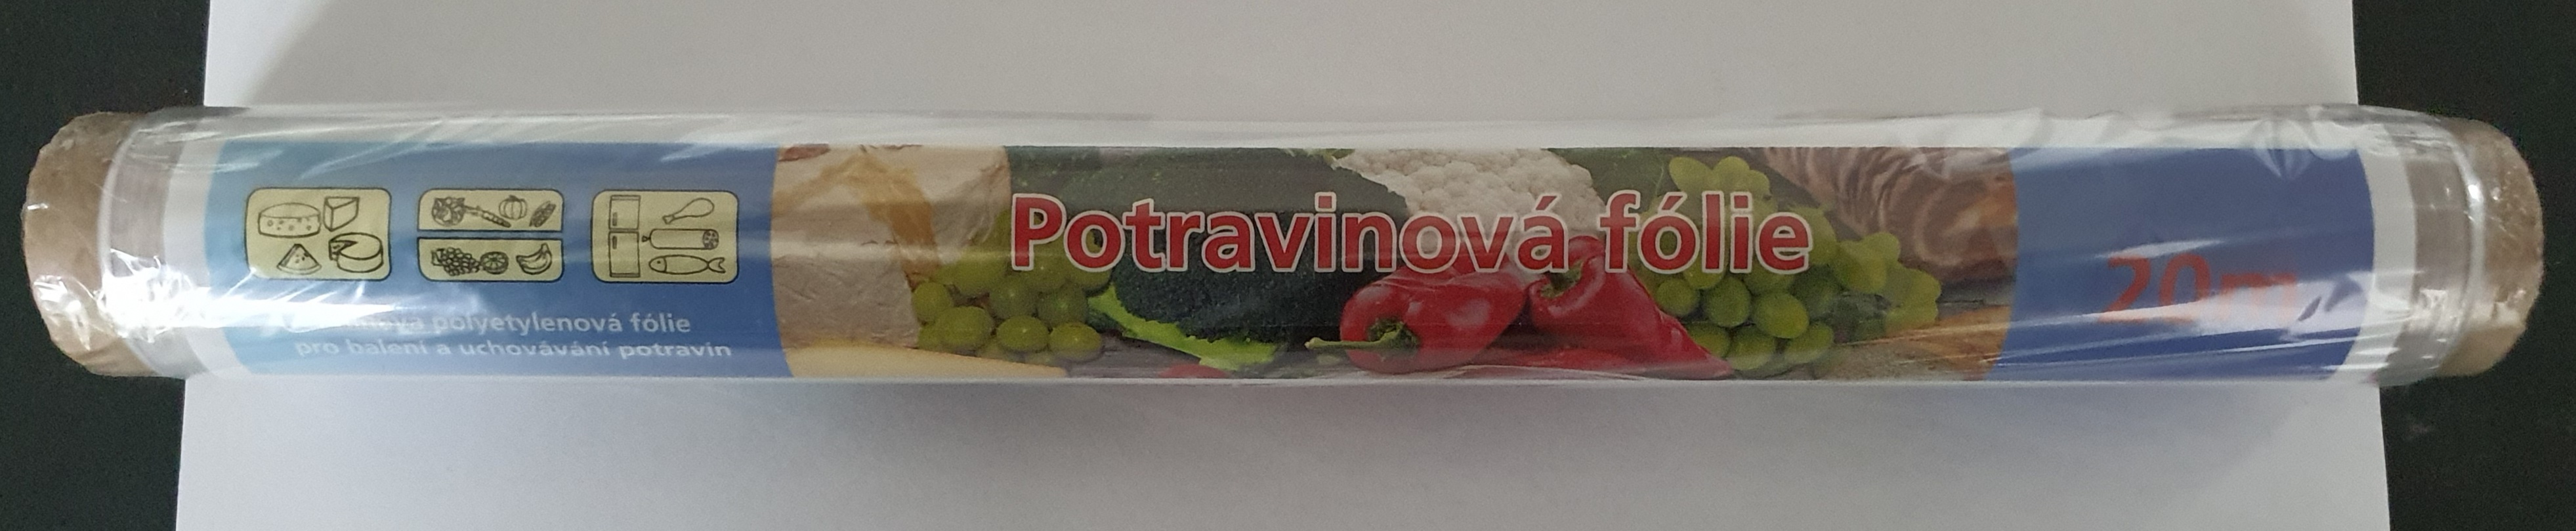 Potravinová fólie
20m
polyetylenová fólie
pro balení a uchovávání potravin